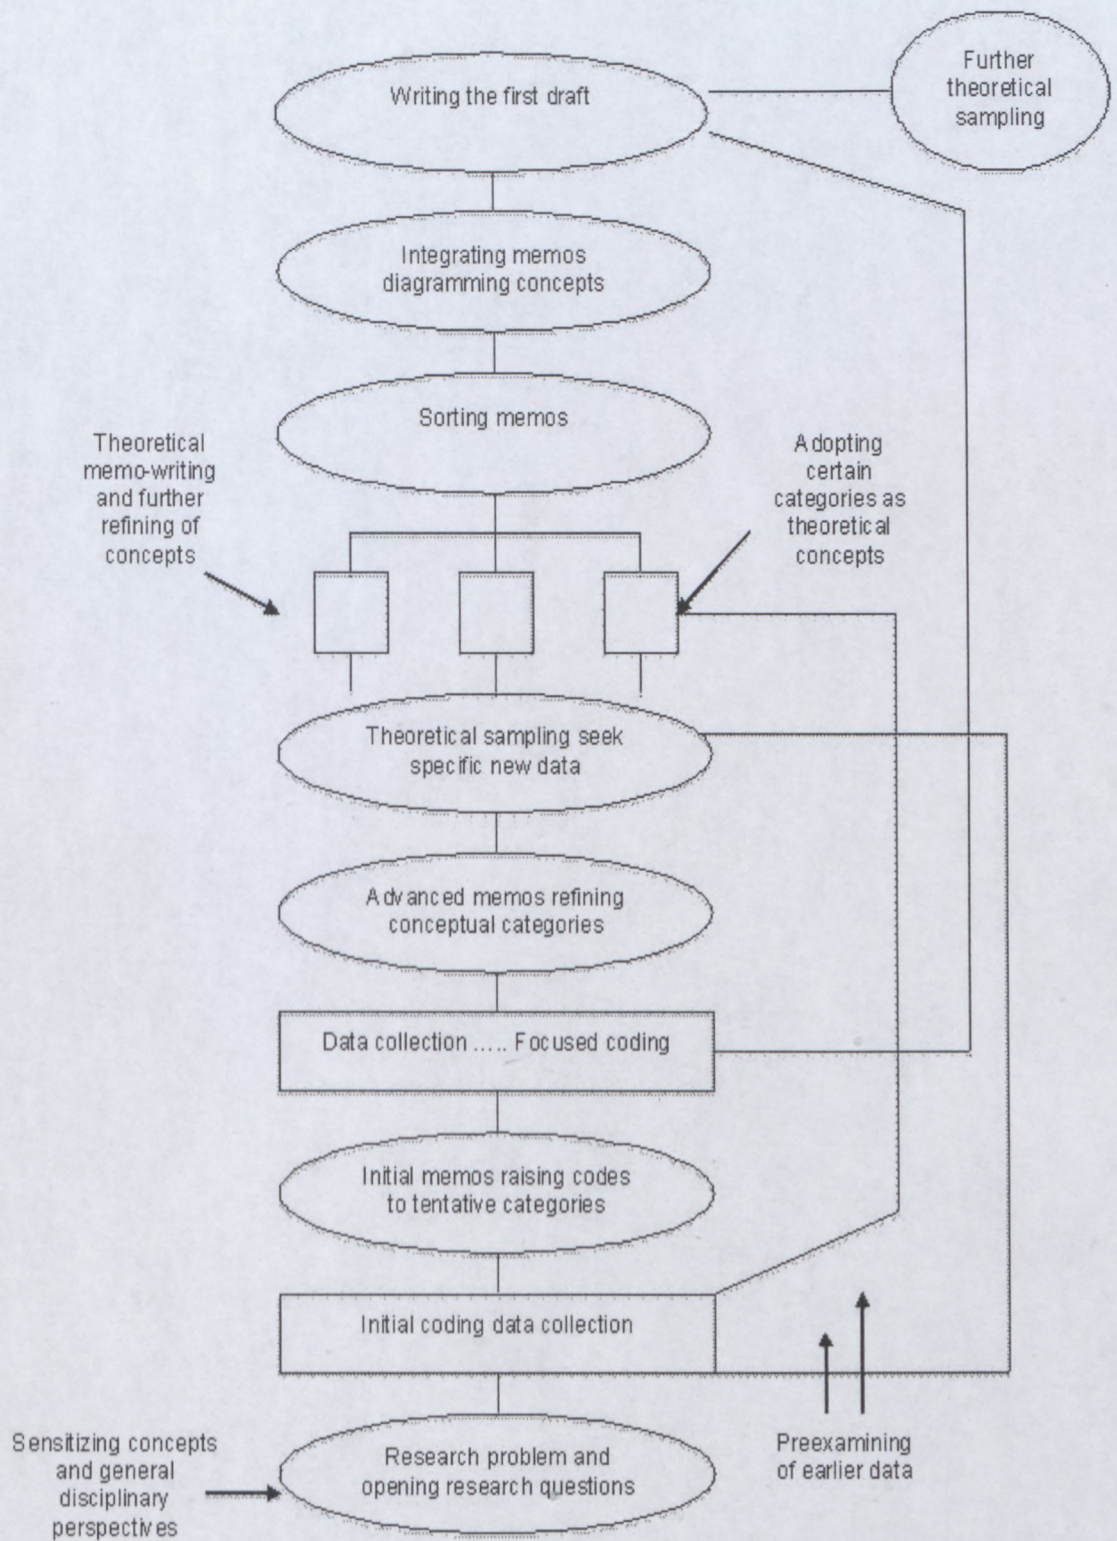 Further
theoretical
sampling
Writing the first draft
Integrating memos
diagramming concepts
Sorting memos
Theoretical
memo-writing
and further
refining of
concepts
Adopting
certain
categories as
theoretical
concepts
Theoretical sampling seek
specific new data
Advanced memos refining
conceptual categories
Data collection ..... Focused coding
Initial memos raising codes
to tentative categories
Initial coding data collection
Sensitizing concepts
and general
disciplinary
perspectives
Research problem and
opening research questions
Preexamining
of earlier data